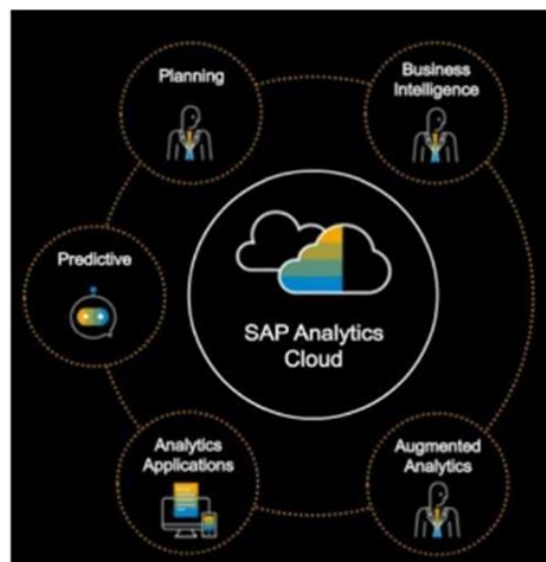 Planning
Business
Intelligence
Predictive
SAP Analytics
Cloud
Analytics
Applications
Augmented
Analytics